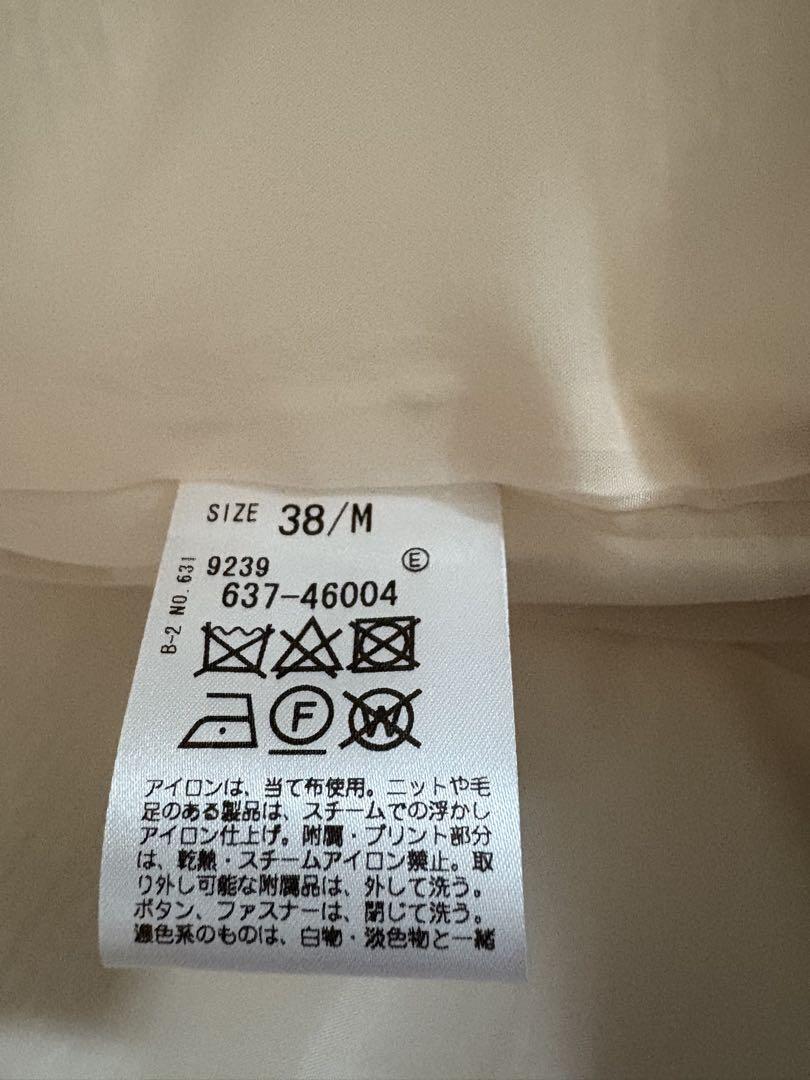 SIZE 38/M
B-2 NO.631
9239 Ⓔ
637-46004
F W
アイロンは、当て布使用。ニットや毛
足のある製品は、スチームでの浮かし
アイロン仕上げ。附属・プリント部分
は、乾熱・スチームアイロン禁止。取
り外し可能な附属品は、外して洗う。
ボタン、ファスナーは、閉じて洗う。
濃色系のものは、白物・淡色物と一緒